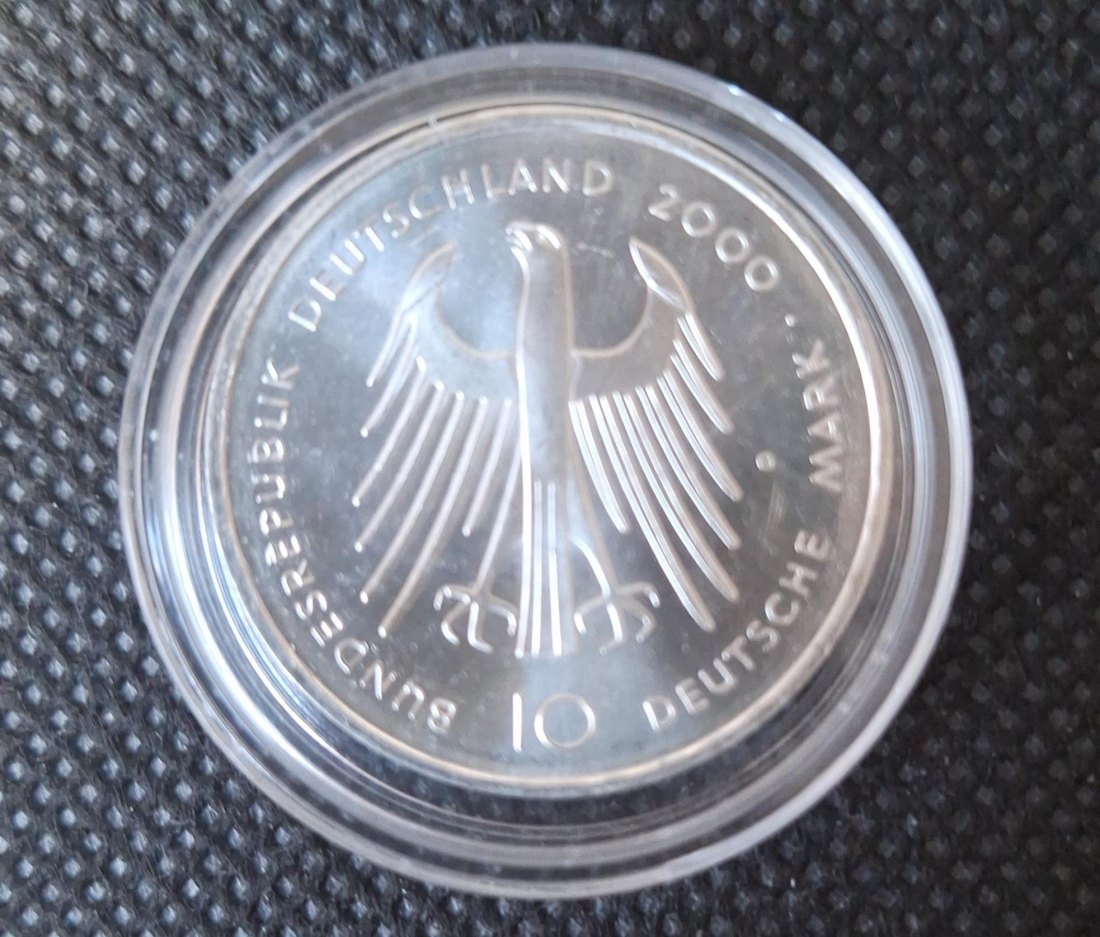 BUNDESREPUBLIK DEUTSCHLAND 2000
10 DEUTSCHE MARK